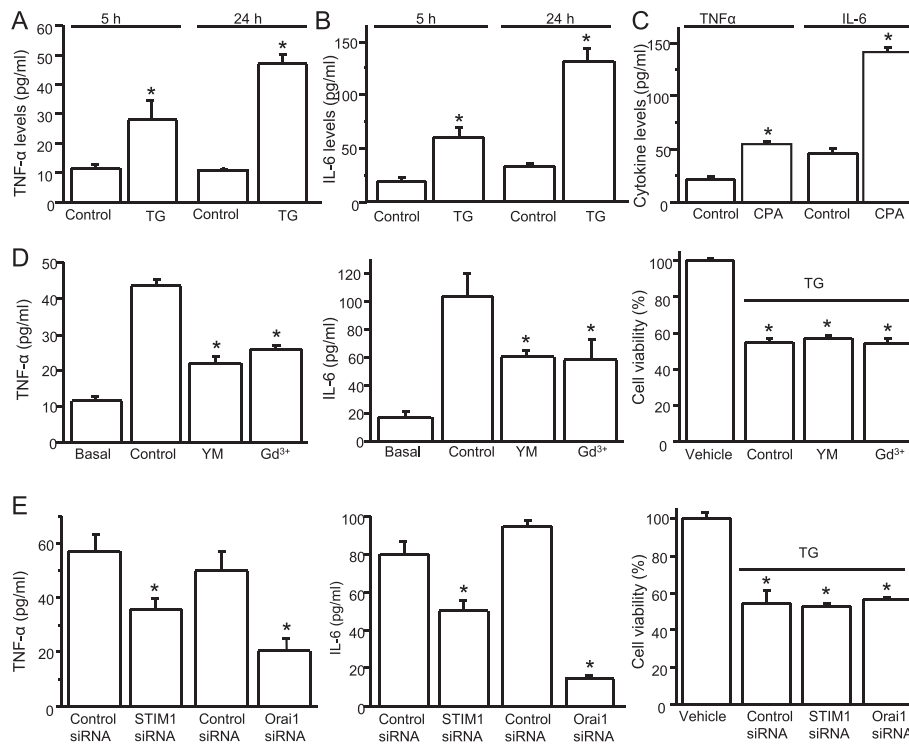 A
5 h
24 h
TNF-α levels (pg/ml)
60
50
40
30
20
10
0
*
*
Control
TG
Control
TG
B
5 h
24 h
IL-6 levels (pg/ml)
150
100
50
0
*
*
Control
TG
Control
TG
C
TNFα
IL-6
Cytokine levels (pg/ml)
150
100
50
0
*
*
Control
CPA
Control
CPA
D
TNF-α (pg/ml)
50
40
30
20
10
0
*
*
Basal
Control
YM
Gd³⁺
IL-6 (pg/ml)
120
100
80
60
40
20
0
*
*
Basal
Control
YM
Gd³⁺
Cell viability (%)
100
80
60
40
20
0
TG
*
*
*
Vehicle
Control
YM
Gd³⁺
E
TNF-α (pg/ml)
60
40
20
0
*
*
Control
siRNA
STIM1
siRNA
Control
siRNA
Orai1
siRNA
IL-6 (pg/ml)
100
80
60
40
20
0
*
*
Control
siRNA
STIM1
siRNA
Control
siRNA
Orai1
siRNA
Cell viability (%)
100
80
60
40
20
0
TG
*
*
*
Vehicle
Control
siRNA
STIM1
siRNA
Orai1
siRNA